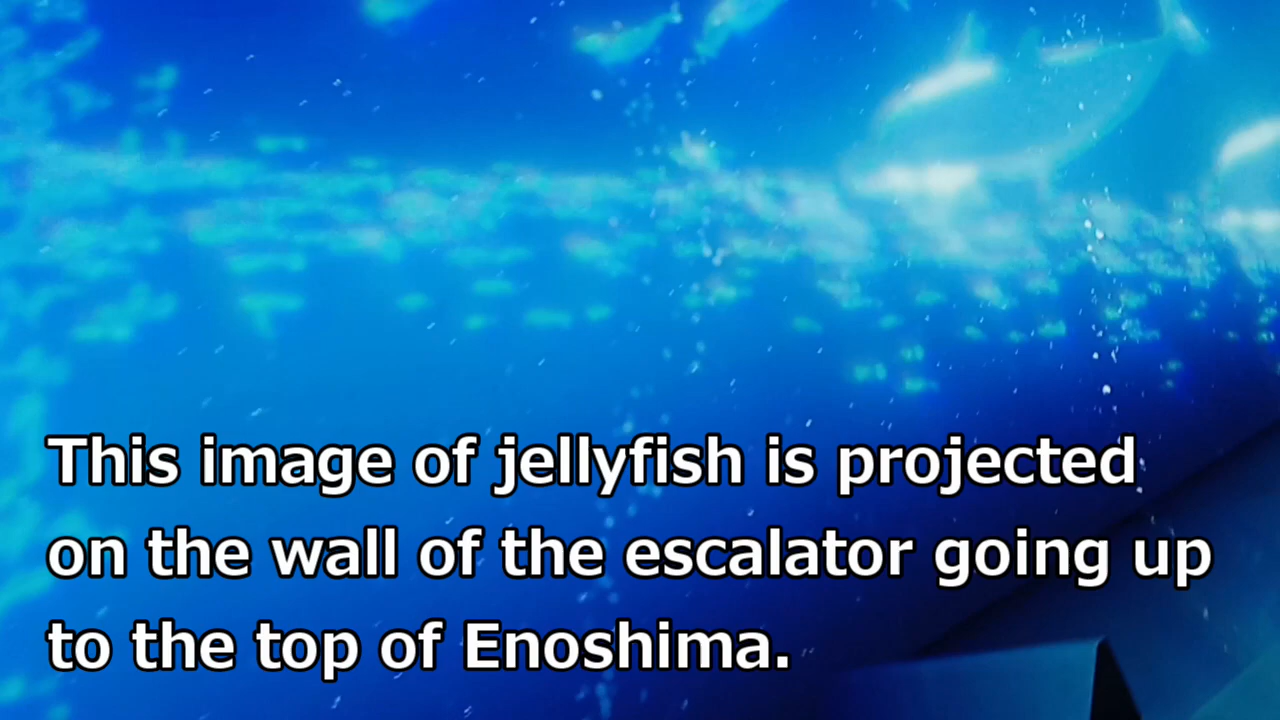 This image of jellyfish is projected
on the wall of the escalator going up
to the top of Enoshima.